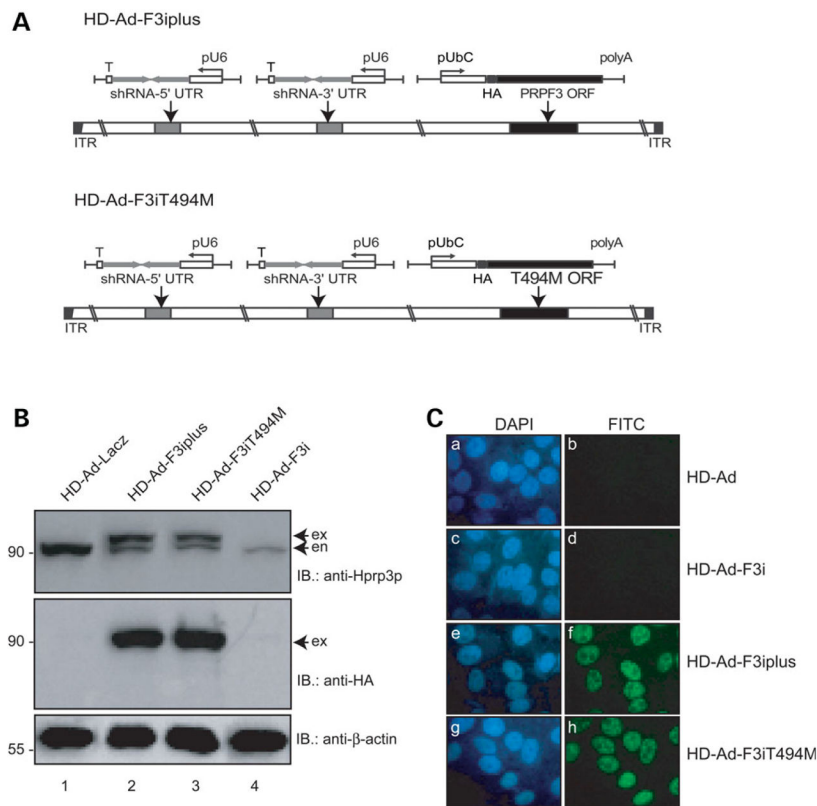 A
HD-Ad-F3iplus
T pU6 T pU6 pUbC polyA
shRNA-5' UTR shRNA-3' UTR HA PRPF3 ORF
ITR ITR
HD-Ad-F3iT494M
T pU6 T pU6 pUbC polyA
shRNA-5' UTR shRNA-3' UTR HA T494M ORF
ITR ITR
B
HD-Ad-Lacz
HD-Ad-F3iplus
HD-Ad-F3iT494M
HD-Ad-F3i
ex
90 en
IB.: anti-Hprp3p
90 ex
IB.: anti-HA
55 IB.: anti-β-actin
1 2 3 4
C
DAPI FITC
a b HD-Ad
c d HD-Ad-F3i
e f HD-Ad-F3iplus
g h HD-Ad-F3iT494M